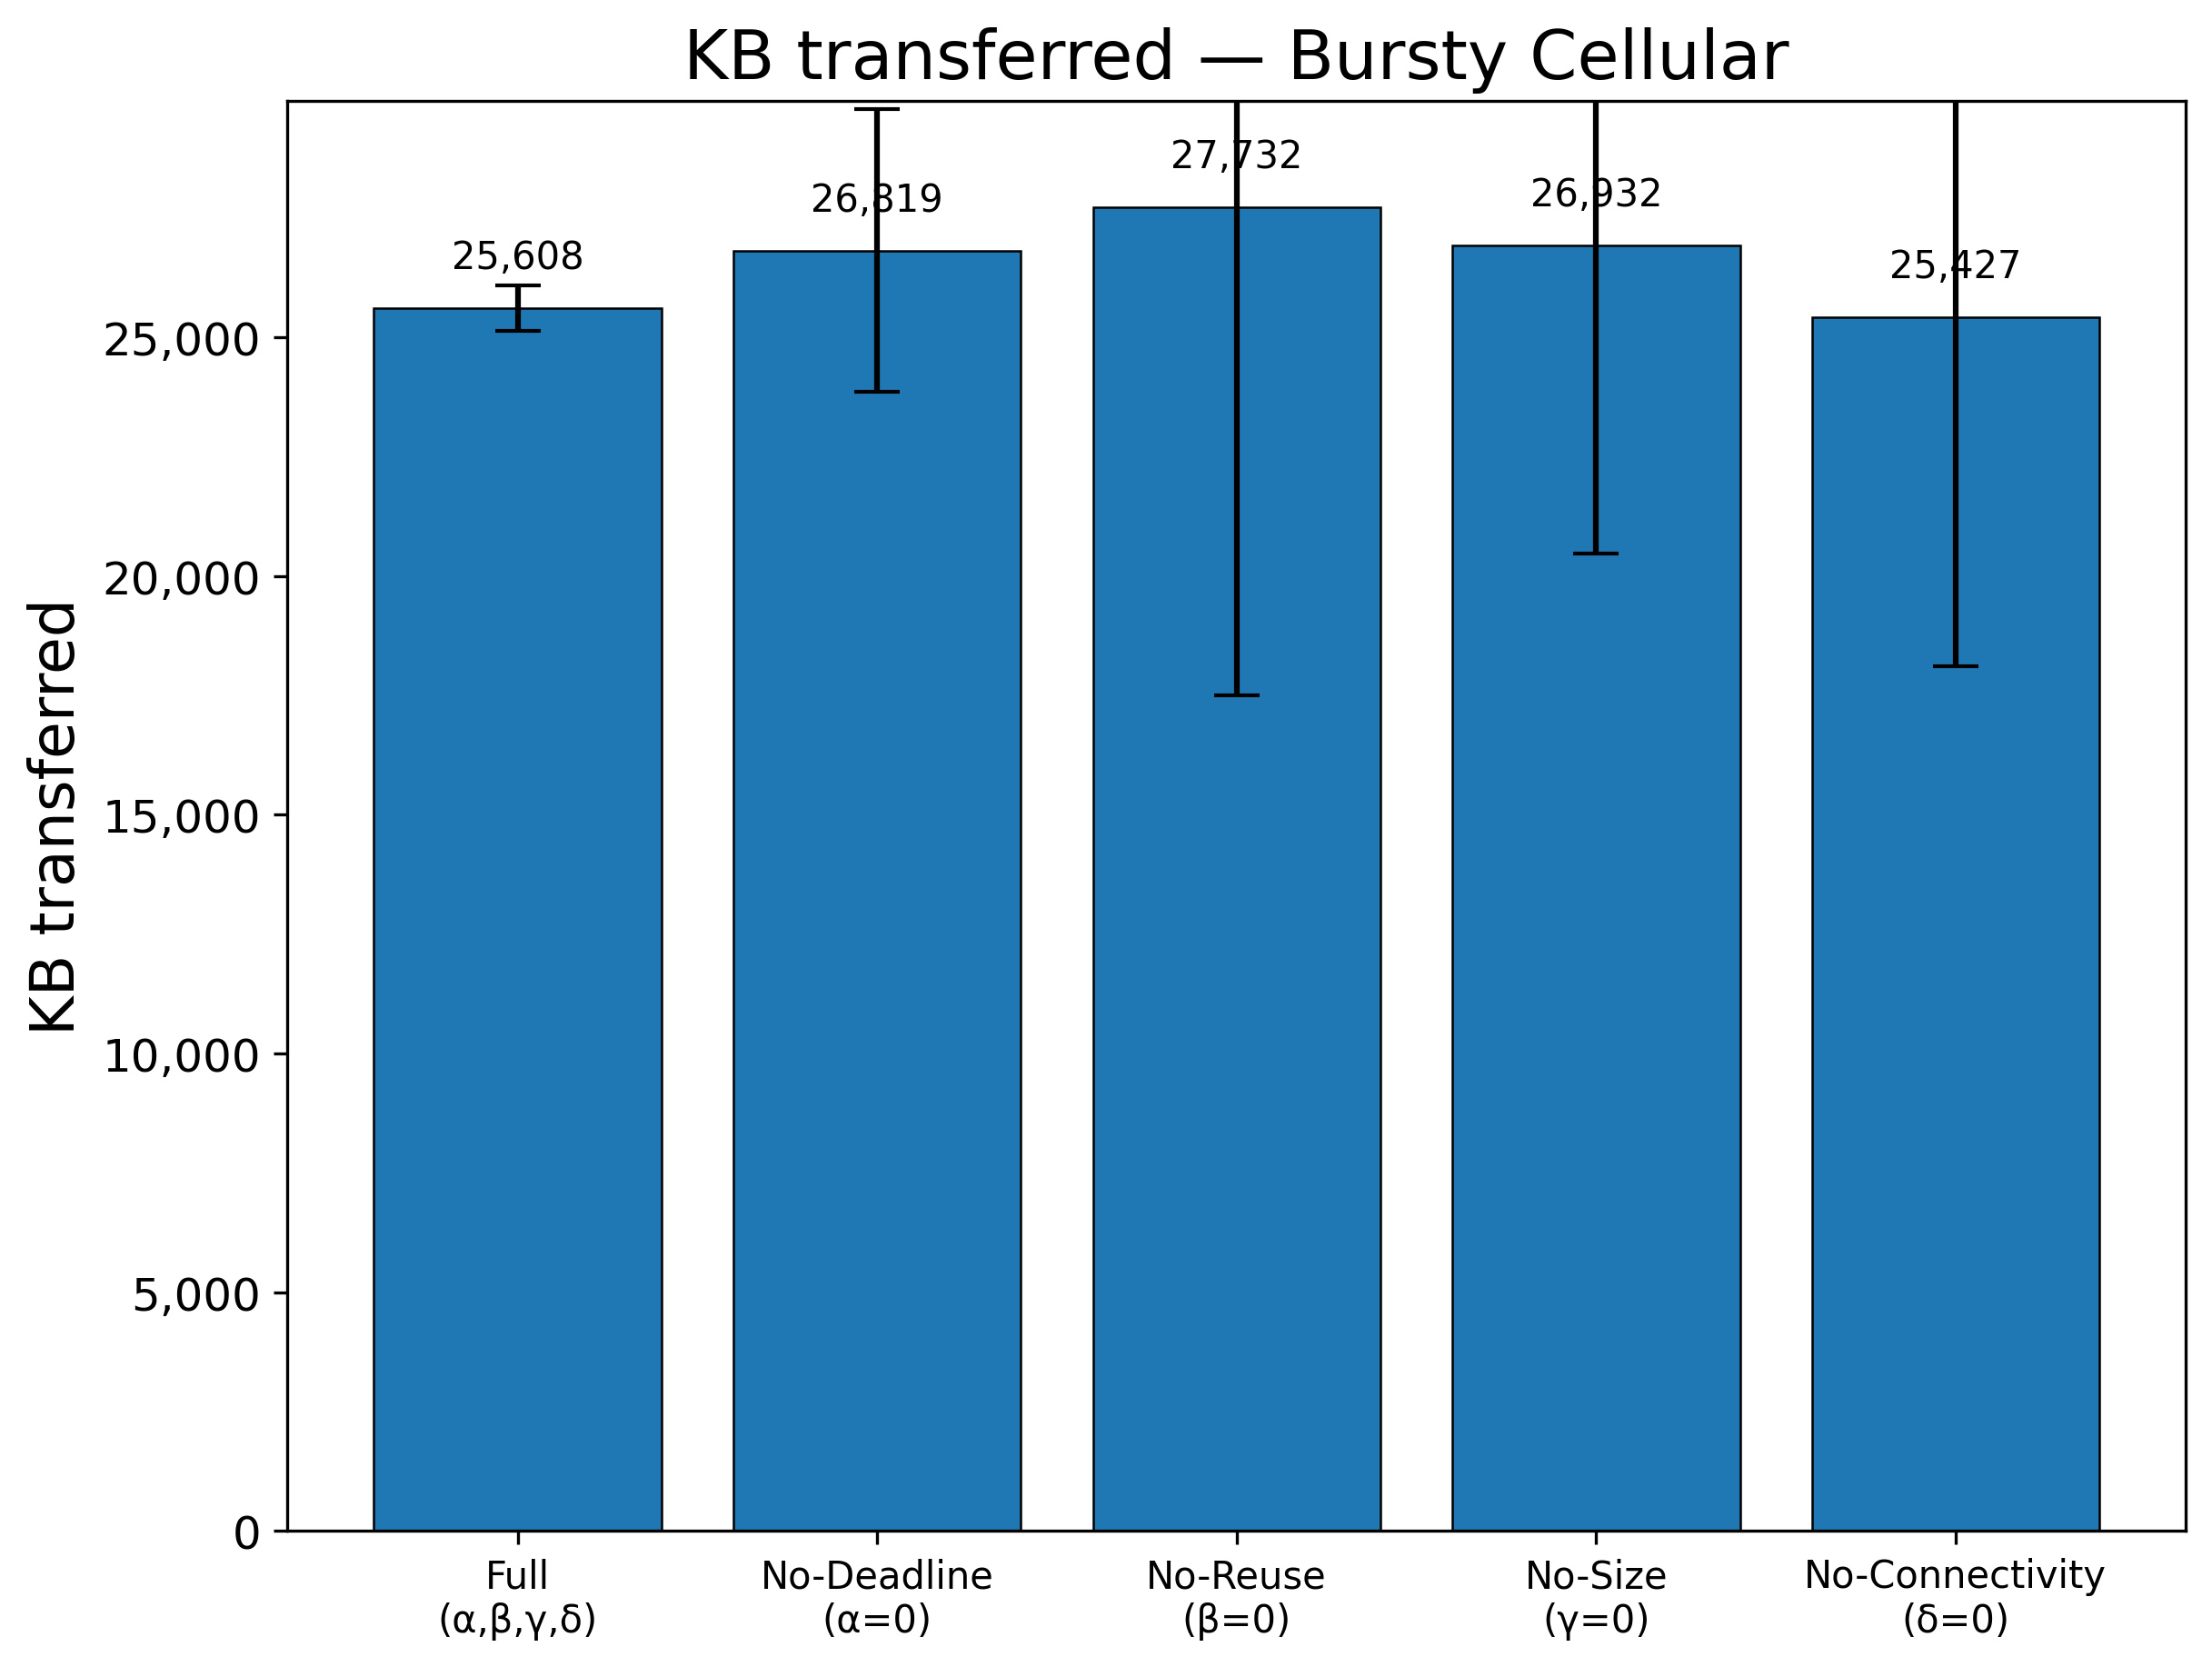 KB transferred — Bursty Cellular
KB transferred
25,000
20,000
15,000
10,000
5,000
0
25,608
26,819
27,732
26,932
25,427
Full
(α,β,γ,δ)
No-Deadline
(α=0)
No-Reuse
(β=0)
No-Size
(γ=0)
No-Connectivity
(δ=0)